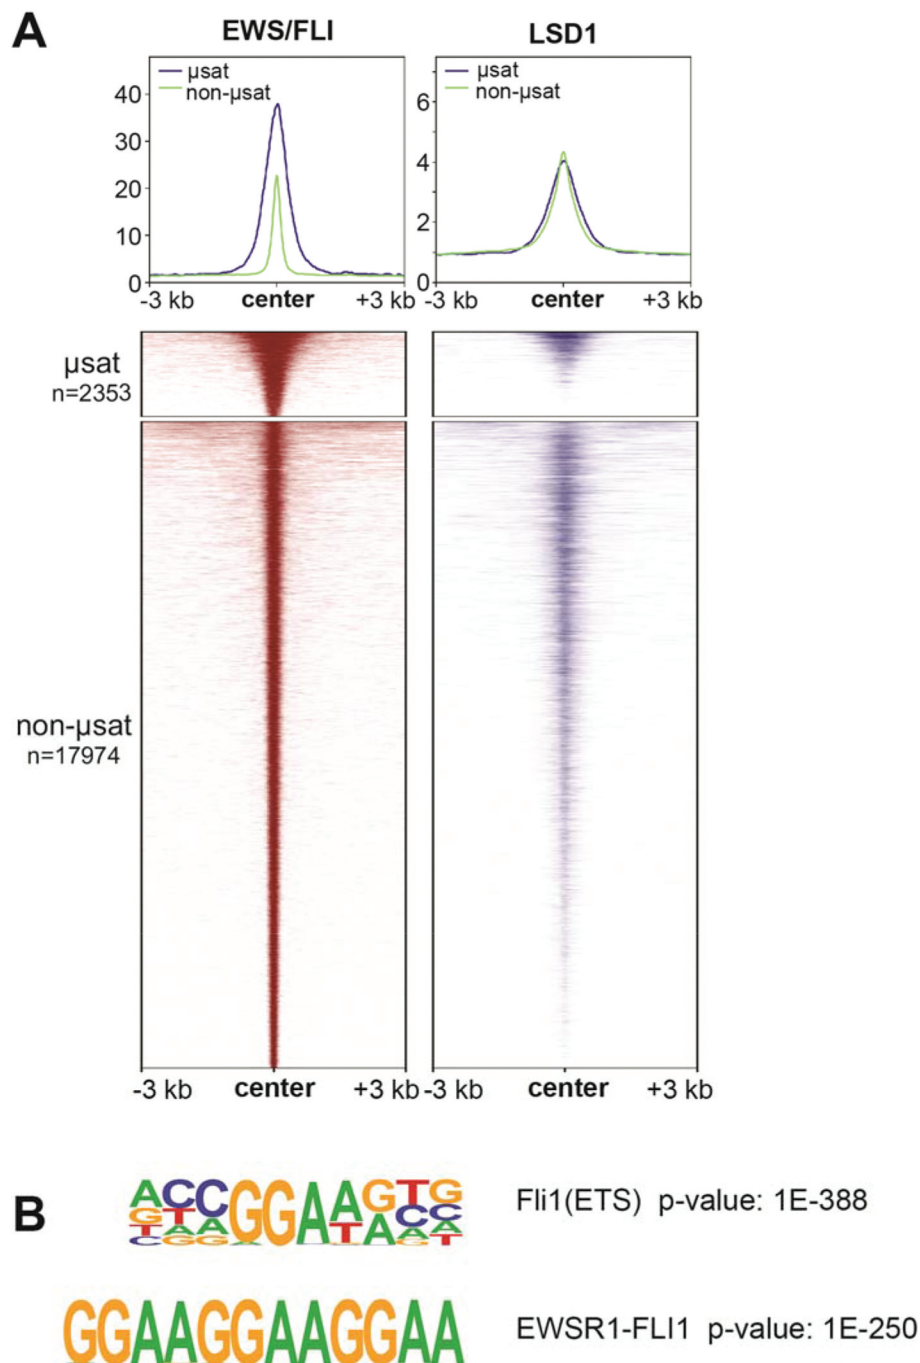 A
EWS/FLI
LSD1
µsat
non-µsat
40
30
20
10
0
-3 kb center +3 kb
µsat
non-µsat
6
4
2
0
-3 kb center +3 kb
µsat
n=2353
non-µsat
n=17974
-3 kb center +3 kb
-3 kb center +3 kb
B
ACCGGAAGTG
Fli1(ETS) p-value: 1E-388
GGAAGGAAGGAA
EWSR1-FLI1 p-value: 1E-250